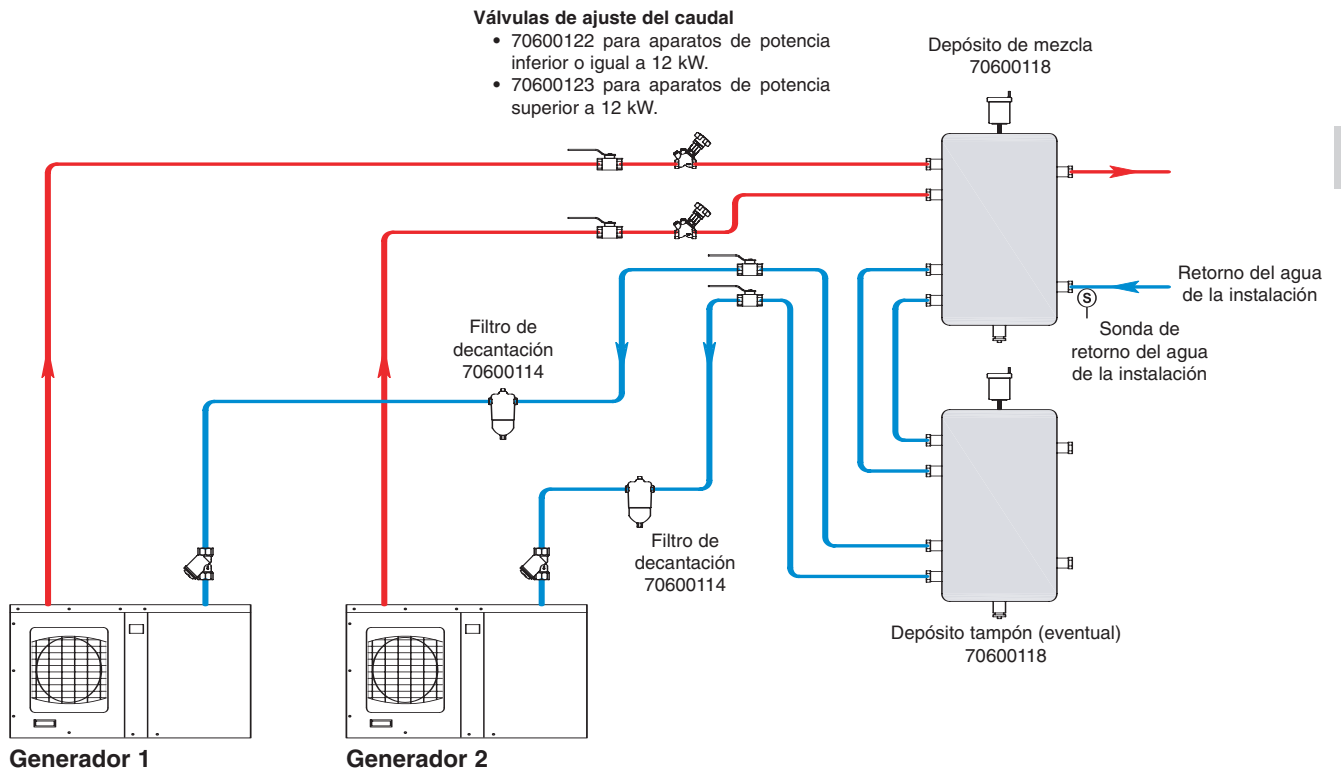 Válvulas de ajuste del caudal
• 70600122 para aparatos de potencia
inferior o igual a 12 kW.
• 70600123 para aparatos de potencia
superior a 12 kW.
Depósito de mezcla
70600118
Retorno del agua
de la instalación
S
Sonda de
retorno del agua
de la instalación
Filtro de
decantación
70600114
Filtro de
decantación
70600114
Depósito tampón (eventual)
70600118
Generador 1
Generador 2